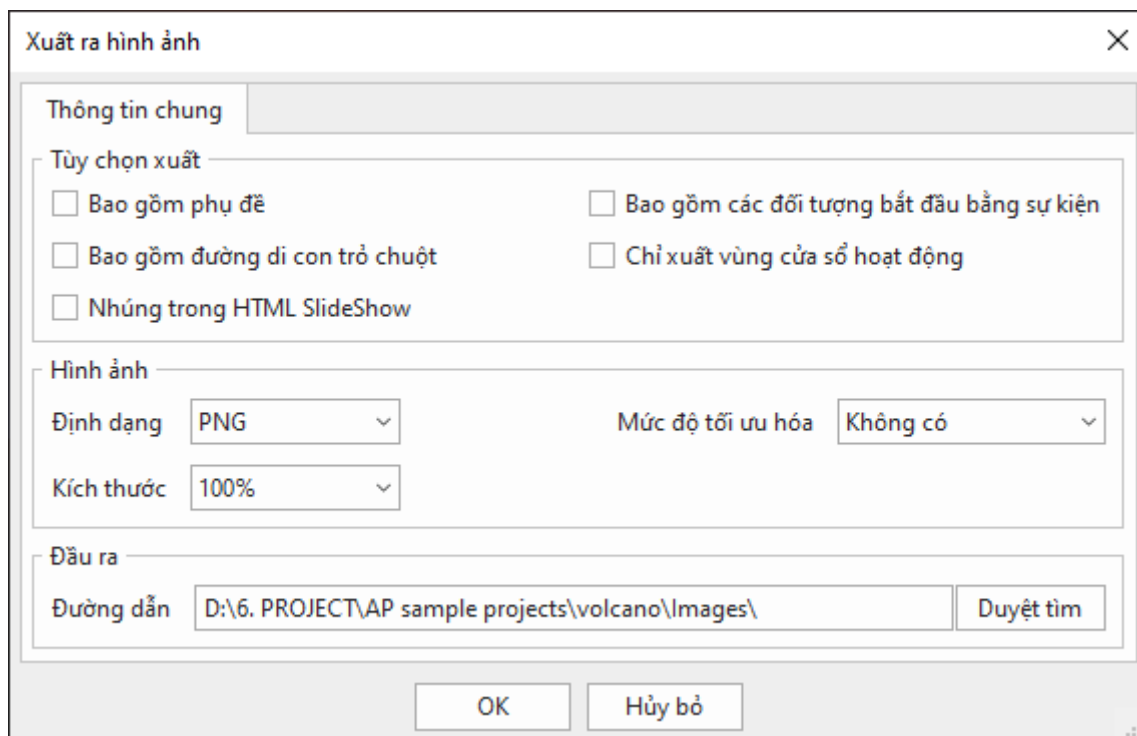 Xuất ra hình ảnh
Thông tin chung
Tùy chọn xuất
Bao gồm phụ đề
Bao gồm các đối tượng bắt đầu bằng sự kiện
Bao gồm đường di con trỏ chuột
Chỉ xuất vùng cửa sổ hoạt động
Nhúng trong HTML SlideShow
Hình ảnh
Định dạng PNG
Mức độ tối ưu hóa Không có
Kích thước 100%
Đầu ra
Đường dẫn D:\6. PROJECT\AP sample projects\volcano\Images\ Duyệt tìm
OK Hủy bỏ